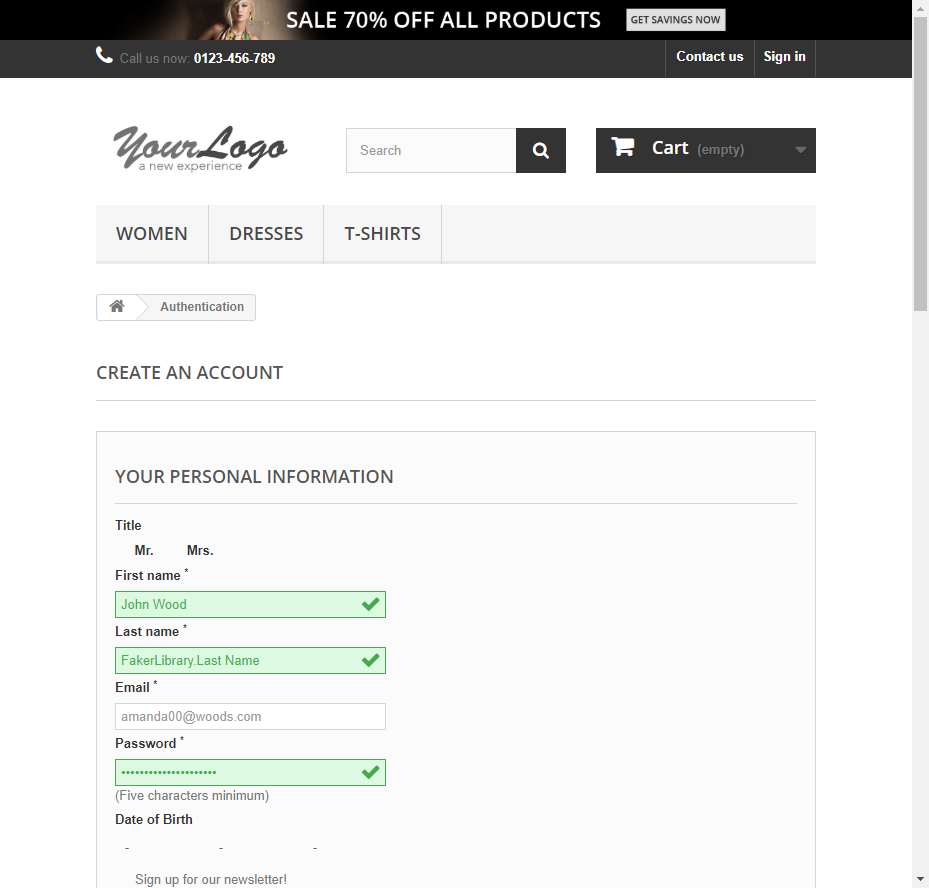 SALE 70% OFF ALL PRODUCTS GET SAVINGS NOW
Call us now: 0123-456-789 Contact us Sign in
Your Logo
a new experience
Search
Cart (empty)
WOMEN DRESSES T-SHIRTS
Authentication
CREATE AN ACCOUNT
YOUR PERSONAL INFORMATION
Title
Mr. Mrs.
First name *
John Wood
Last name *
FakerLibrary.Last Name
Email *
amanda00@woods.com
Password *
•••••••••••••••••••••
(Five characters minimum)
Date of Birth
- - -
Sign up for our newsletter!